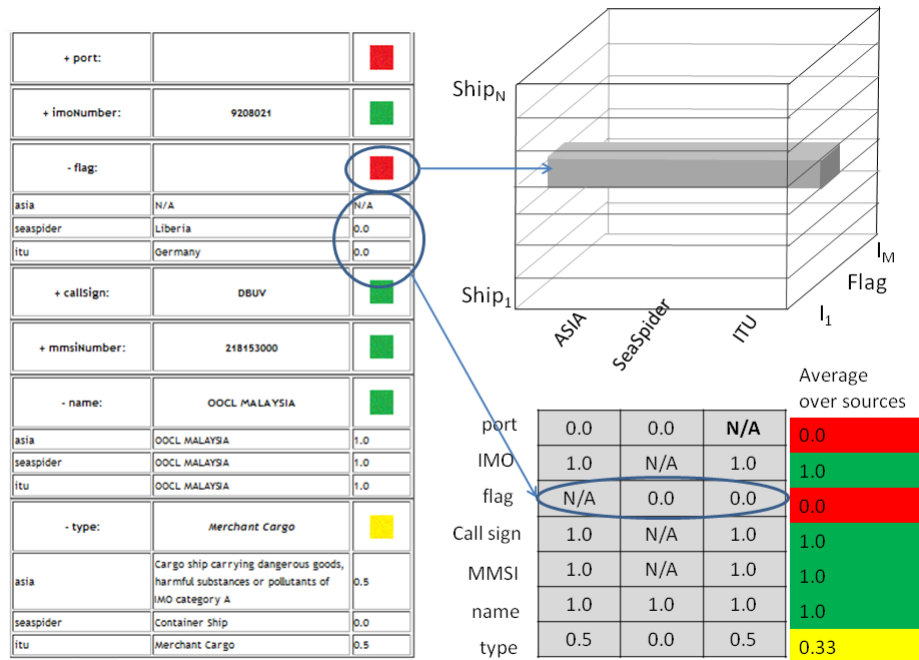 + port:
+ imoNumber: 9208021
- flag:
asia N/A N/A
seaspider Liberia 0.0
itu Germany 0.0
+ callSign: DBUV
+ mmsiNumber: 218153000
- name: OOCL MALAYSIA
asia OOCL MALAYSIA 1.0
seaspider OOCL MALAYSIA 1.0
itu OOCL MALAYSIA 1.0
- type: Merchant Cargo
Cargo ship carrying dangerous goods,
asia harmful substances or pollutants of 0.5
IMO category A
seaspider Container Ship 0.0
itu Merchant Cargo 0.5
ShipN
Ship1
ASIA
SeaSpider
ITU
IM
Flag
I1
Average
over sources
port 0.0 0.0 N/A 0.0
IMO 1.0 N/A 1.0 1.0
flag N/A 0.0 0.0 0.0
Call sign 1.0 N/A 1.0 1.0
MMSI 1.0 N/A 1.0 1.0
name 1.0 1.0 1.0 1.0
type 0.5 0.0 0.5 0.33